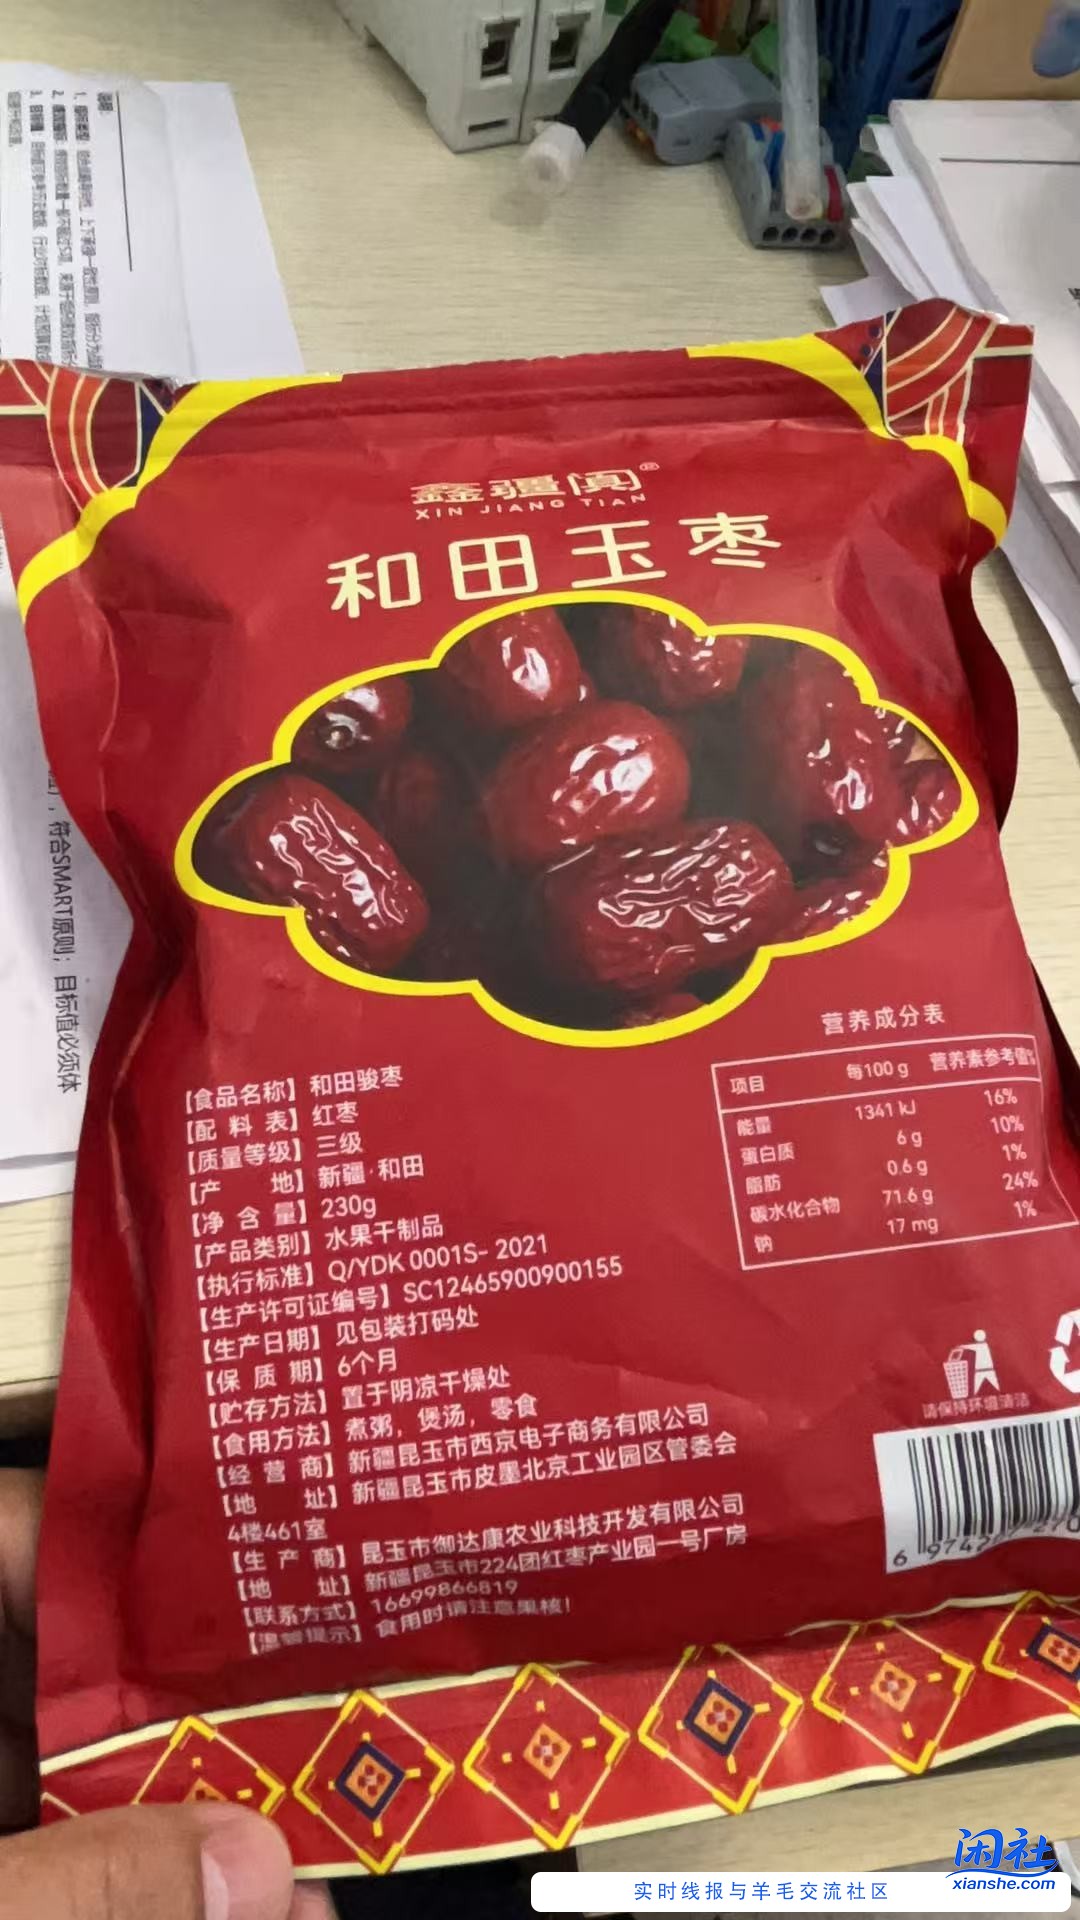 鑫疆阗®
XIN JIANG TIAN
和田玉枣
营养成分表
项目 每100 g 营养素参考值%
能量 1341 kJ 16%
蛋白质 6 g 10%
脂肪 0.6 g 1%
碳水化合物 71.6 g 24%
钠 17 mg 1%
【食品名称】和田骏枣
【配料表】红枣
【质量等级】三级
【产地】新疆·和田
【净含量】230g
【产品类别】水果干制品
【执行标准】Q/YDK 0001S- 2021
【生产许可证编号】SC12465900900155
【生产日期】见包装打码处
【保质期】6个月
【贮存方法】置于阴凉干燥处
【食用方法】煮粥，煲汤，零食
【经营商】新疆昆玉市西京电子商务有限公司
【地址】新疆昆玉市皮墨北京工业园区管委会
4楼461室
【生产商】昆玉市御达康农业科技开发有限公司
【地址】新疆昆玉市224团红枣产业园一号厂房
【联系方式】16699866819
【温馨提示】食用时请注意果核！
请保持环境清洁
符合SMART原则；目标值必须体
闲社
xianshe.com
实时线报与羊毛交流社区